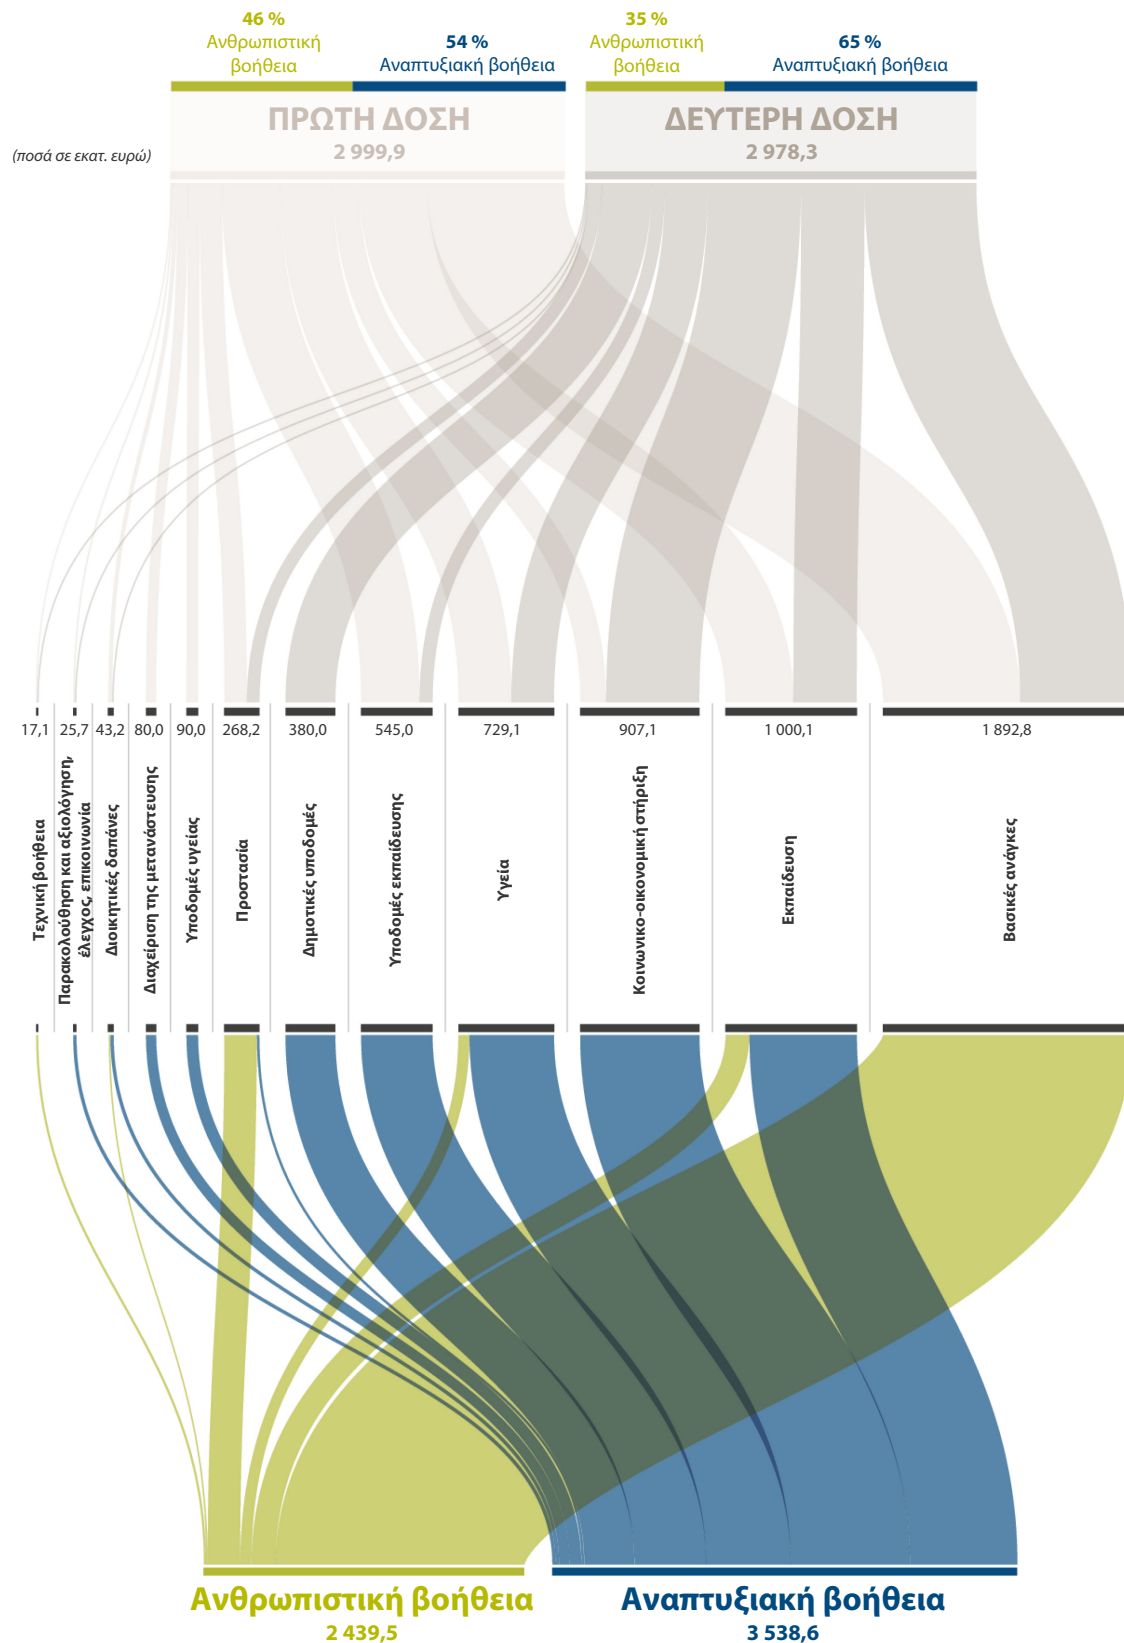 46 %
Ανθρωπιστική
βοήθεια
54 %
Αναπτυξιακή βοήθεια
35 %
Ανθρωπιστική
βοήθεια
65 %
Αναπτυξιακή βοήθεια
ΠΡΩΤΗ ΔΟΣΗ
2 999,9
ΔΕΥΤΕΡΗ ΔΟΣΗ
2 978,3
(ποσά σε εκατ. ευρώ)
17,1
25,7
43,2
80,0
90,0
268,2
380,0
545,0
729,1
907,1
1 000,1
1 892,8
Τεχνική βοήθεια
Παρακολούθηση και αξιολόγηση,
έλεγχος, επικοινωνία
Διοικητικές δαπάνες
Διαχείριση της μετανάστευσης
Υποδομές υγείας
Προστασία
Δημοτικές υποδομές
Υποδομές εκπαίδευσης
Υγεία
Κοινωνικο-οικονομική στήριξη
Εκπαίδευση
Βασικές ανάγκες
Ανθρωπιστική βοήθεια
2 439,5
Αναπτυξιακή βοήθεια
3 538,6